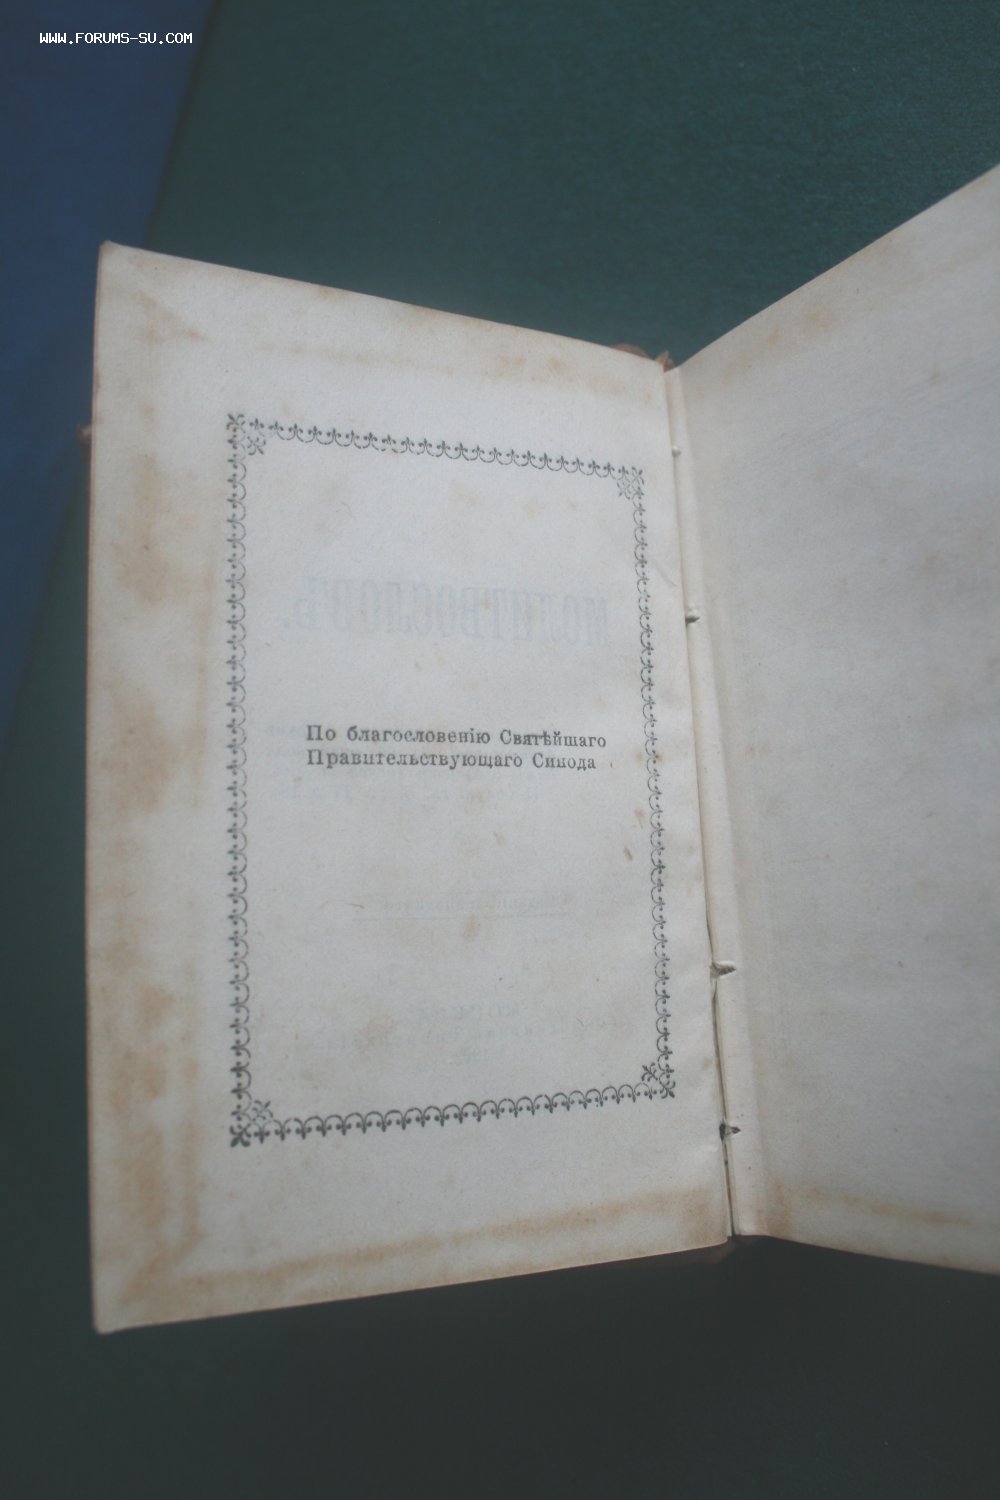 WWW.FORUMS-SU.COM
МОЛИТВОСЛОВЪ.
По благословенію Святѣйшаго
Правительствующаго Синода